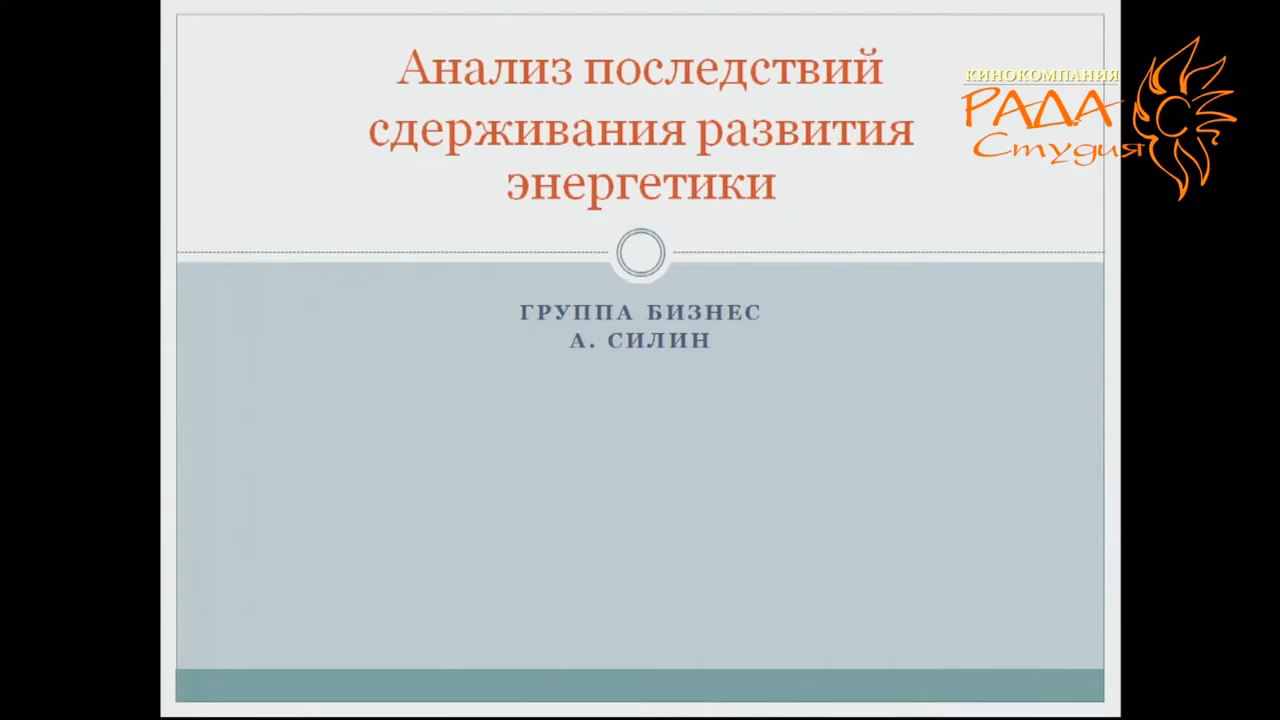 Анализ последствий
сдерживания развития
энергетики
КИНОКОМПАНИЯ
РАДА
Студия
ГРУППА БИЗНЕС
А. СИЛИН